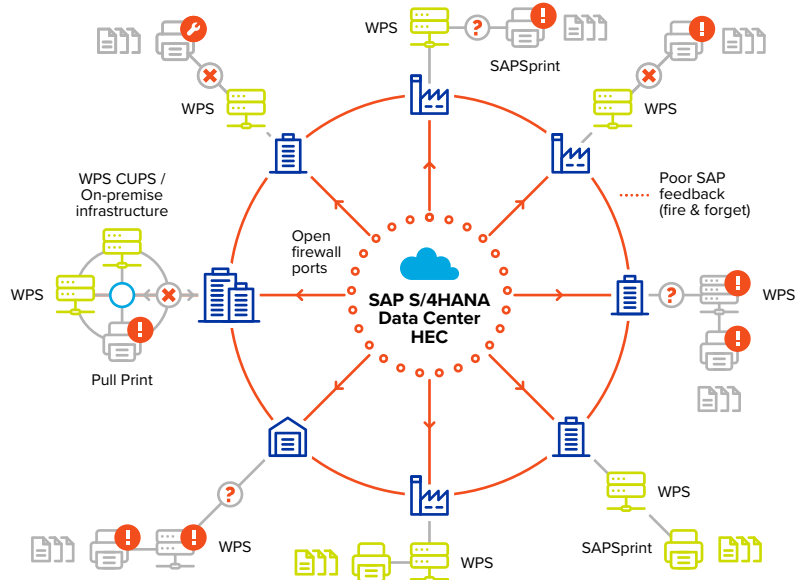 WPS
SAPSprint
WPS
WPS
WPS CUPS /
On-premise
infrastructure
Poor SAP
feedback
(fire & forget)
Open
firewall
ports
WPS
SAP S/4HANA
Data Center
HEC
WPS
Pull Print
WPS
WPS
WPS
SAPSprint